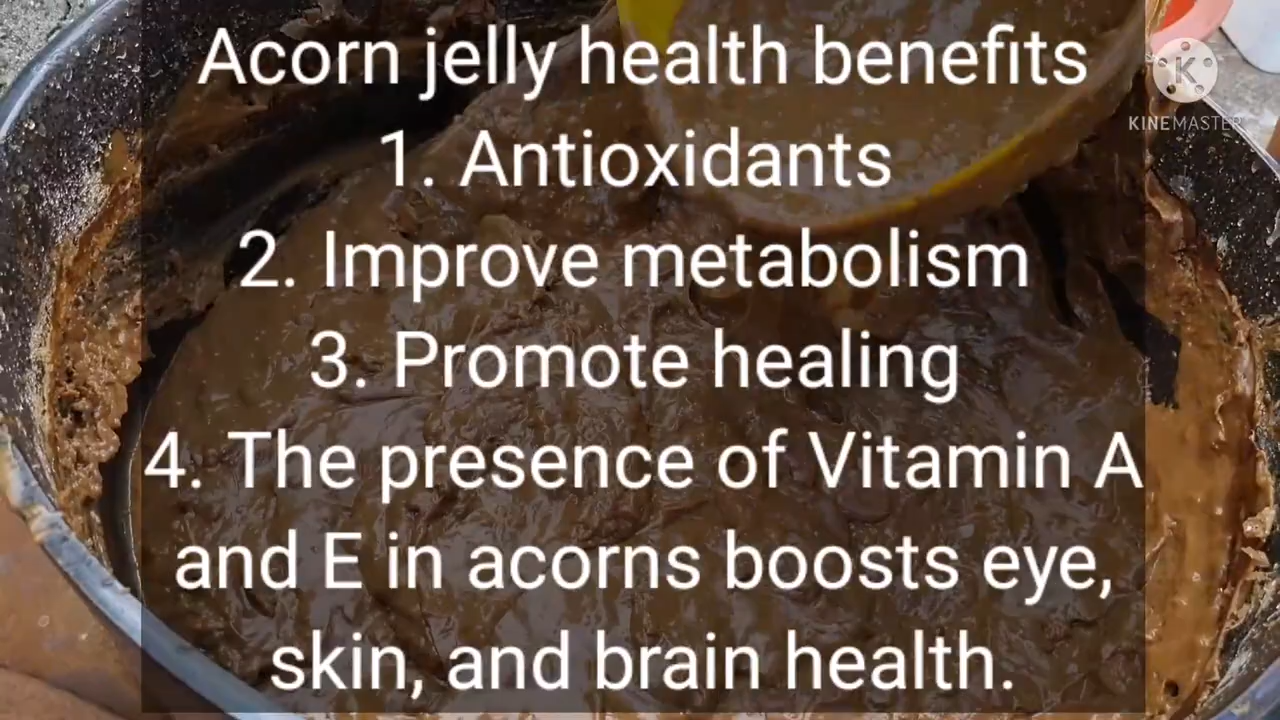 Acorn jelly health benefits
K
KINEMASTER
1. Antioxidants
2. Improve metabolism
3. Promote healing
4. The presence of Vitamin A
and E in acorns boosts eye,
skin, and brain health.